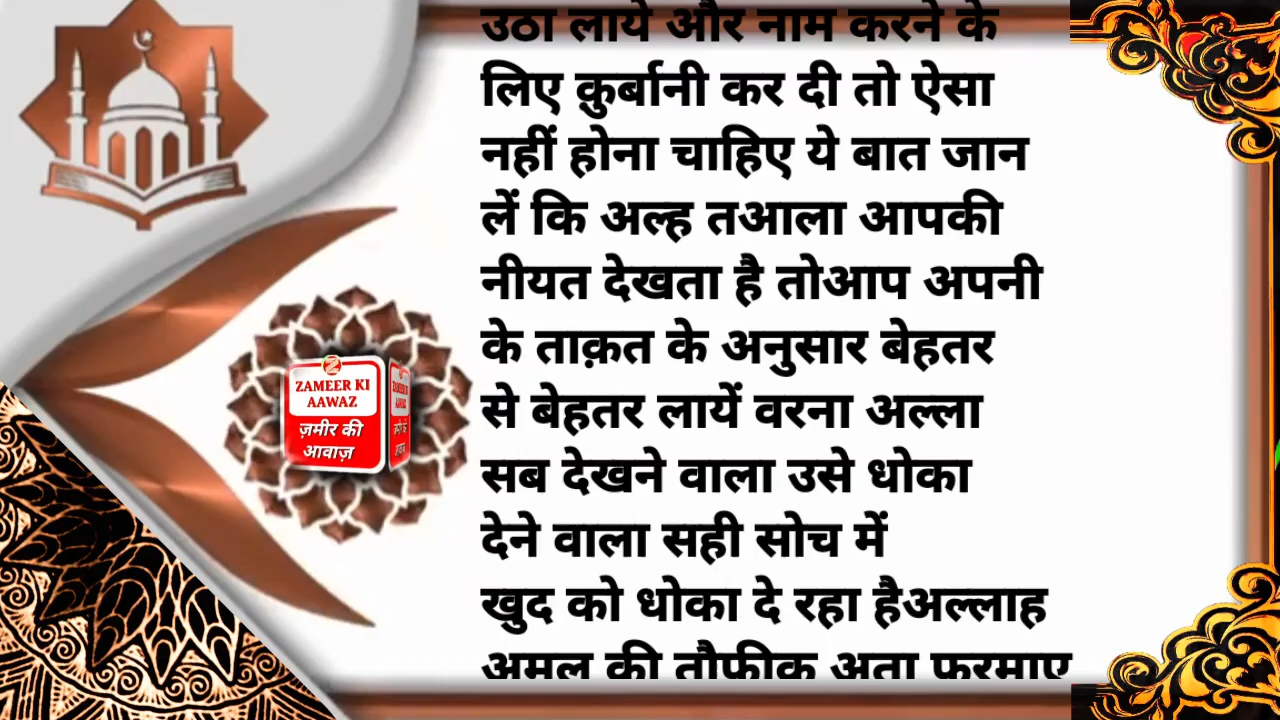 उठा लाये और नाम करने के
लिए क़ुर्बानी कर दी तो ऐसा
नहीं होना चाहिए ये बात जान
लें कि अल्ह तआला आपकी
नीयत देखता है तोआप अपनी
के ताक़त के अनुसार बेहतर
से बेहतर लायें वरना अल्ला
सब देखने वाला उसे धोका
देने वाला सही सोच में
खुद को धोका दे रहा हैअल्लाह
अमल की तौफीक अता फरमाए
ZAMEER KI
AAWAZ
ज़मीर की
आवाज़